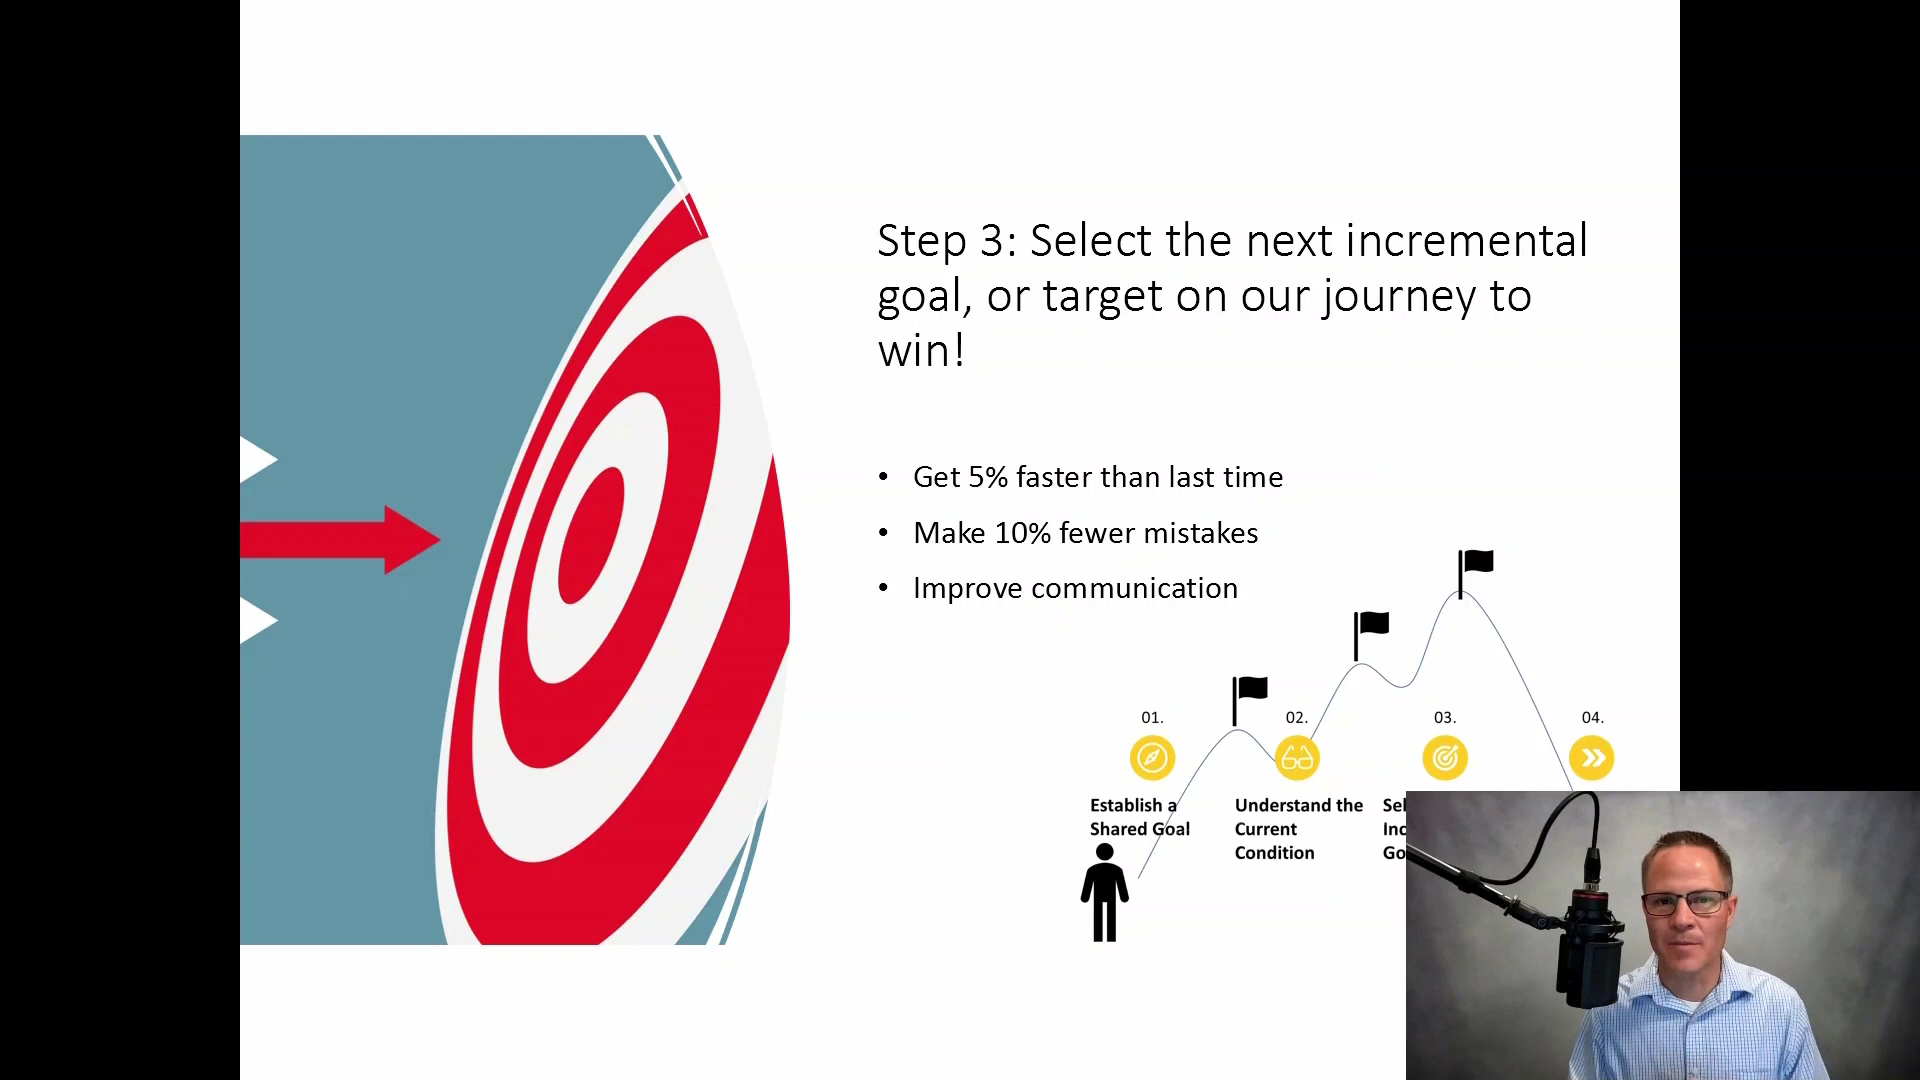 Step 3: Select the next incremental
goal, or target on our journey to
win!
• Get 5% faster than last time
• Make 10% fewer mistakes
• Improve communication
01.
Establish a
Shared Goal
02.
Understand the
Current
Condition
03.
04.